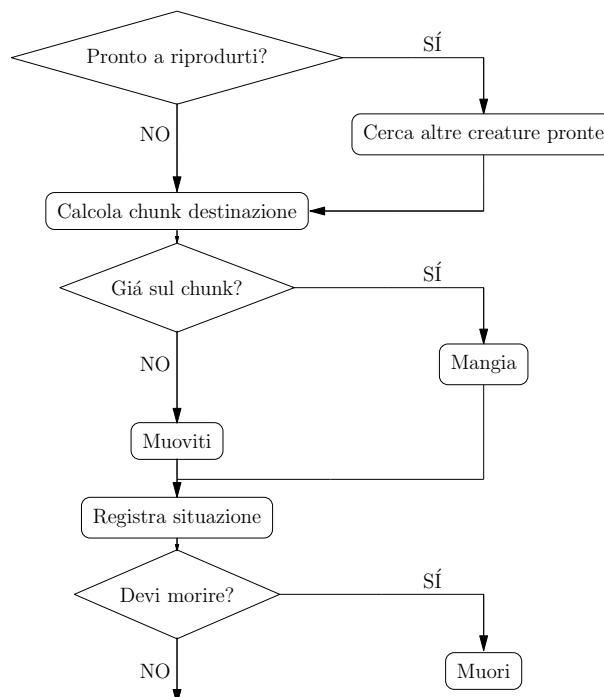 Pronto a riprodurti?
SÍ
NO
Cerca altre creature pronte
Calcola chunk destinazione
Giá sul chunk?
SÍ
NO
Mangia
Muoviti
Registra situazione
Devi morire?
SÍ
NO
Muori